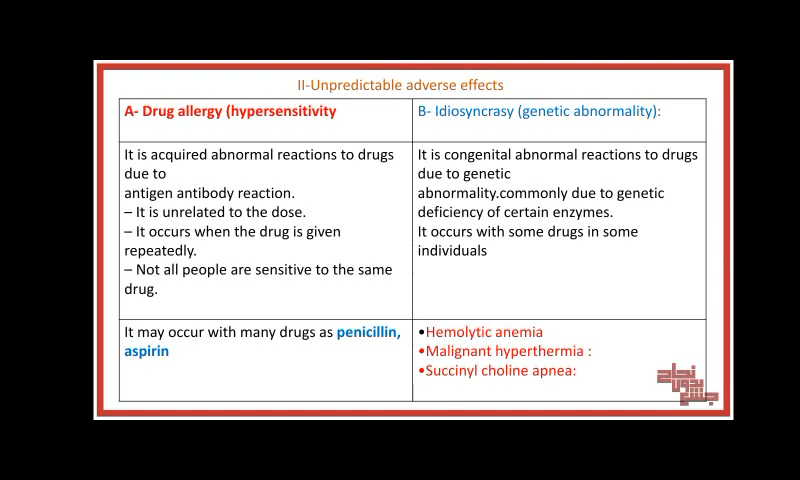 II-Unpredictable adverse effects
A- Drug allergy (hypersensitivity
B- Idiosyncrasy (genetic abnormality):
It is acquired abnormal reactions to drugs
due to
antigen antibody reaction.
– It is unrelated to the dose.
– It occurs when the drug is given
repeatedly.
– Not all people are sensitive to the same
drug.
It is congenital abnormal reactions to drugs
due to genetic
abnormality.commonly due to genetic
deficiency of certain enzymes.
It occurs with some drugs in some
individuals
It may occur with many drugs as penicillin,
aspirin
•Hemolytic anemia
•Malignant hyperthermia :
•Succinyl choline apnea:
نجاح
بدون